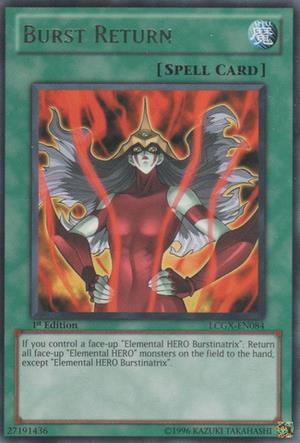 BURST RETURN
[SPELL CARD]
1st Edition
LCGX-EN084
If you control a face-up "Elemental HERO Burstinatrix": Return
all face-up "Elemental HERO" monsters on the field to the hand,
except "Elemental HERO Burstinatrix".
27191436
©1996 KAZUKI TAKAHASHI